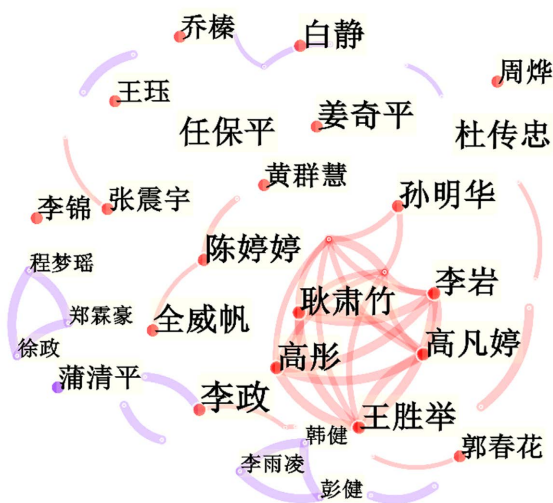 乔榛
白静
周烨
王珏
任保平
姜奇平
杜传忠
黄群慧
李锦
张震宇
孙明华
陈婷婷
程梦瑶
李岩
耿肃竹
郑霖豪
全威帆
高凡婷
徐政
高彤
蒲清平
李政
王胜举
韩健
郭春花
李雨凌
彭健